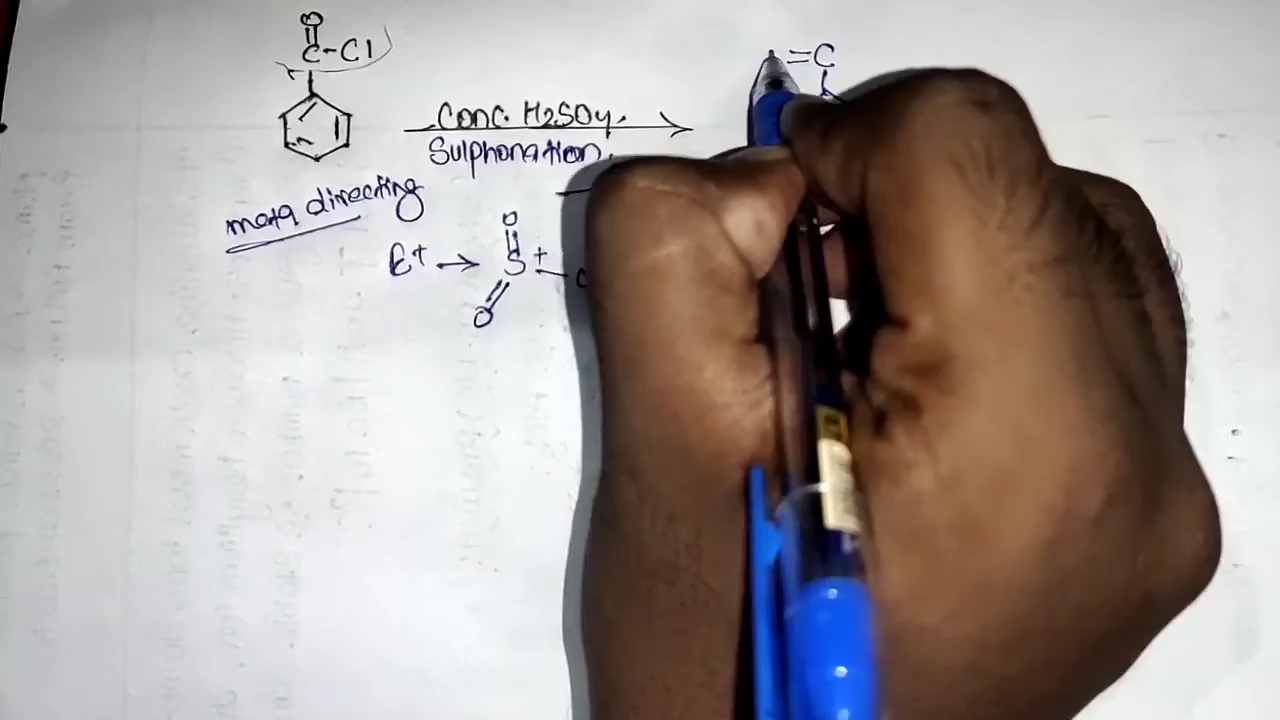 O
C-Cl
=C
Conc. H2SO4.
Sulphonation.
meta directing
E+ → S +
O
O